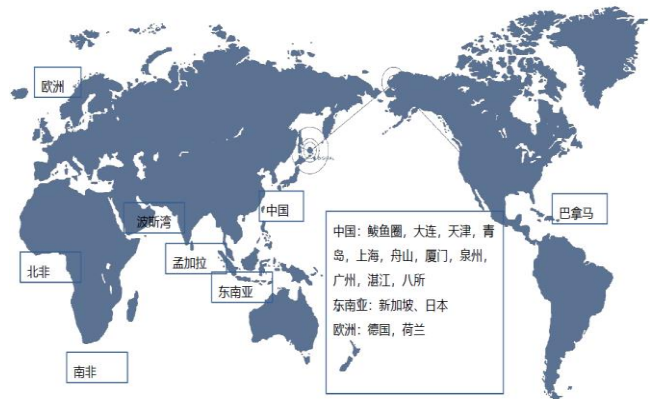 欧洲
中国
巴拿马
波斯湾
孟加拉
北非
东南亚
南非
中国：鲅鱼圈，大连，天津，青
岛，上海，舟山，厦门，泉州，
广州，湛江，八所
东南亚：新加坡、日本
欧洲：德国，荷兰